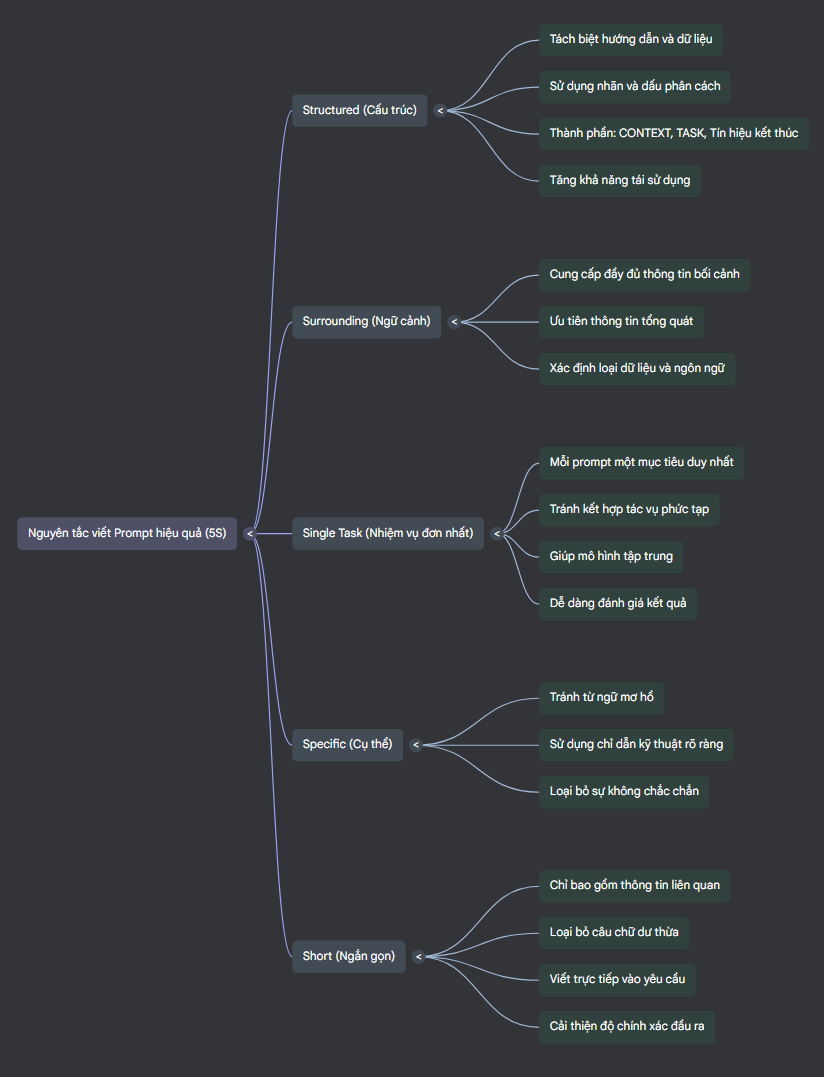 Nguyên tắc viết Prompt hiệu quả (5S)
Structured (Cấu trúc)
Tách biệt hướng dẫn và dữ liệu
Sử dụng nhãn và dấu phân cách
Thành phần: CONTEXT, TASK, Tín hiệu kết thúc
Tăng khả năng tái sử dụng
Surrounding (Ngữ cảnh)
Cung cấp đầy đủ thông tin bối cảnh
Ưu tiên thông tin tổng quát
Xác định loại dữ liệu và ngôn ngữ
Single Task (Nhiệm vụ đơn nhất)
Mỗi prompt một mục tiêu duy nhất
Tránh kết hợp tác vụ phức tạp
Giúp mô hình tập trung
Dễ dàng đánh giá kết quả
Specific (Cụ thể)
Tránh từ ngữ mơ hồ
Sử dụng chỉ dẫn kỹ thuật rõ ràng
Loại bỏ sự không chắc chắn
Short (Ngắn gọn)
Chỉ bao gồm thông tin liên quan
Loại bỏ câu chữ dư thừa
Viết trực tiếp vào yêu cầu
Cải thiện độ chính xác đầu ra